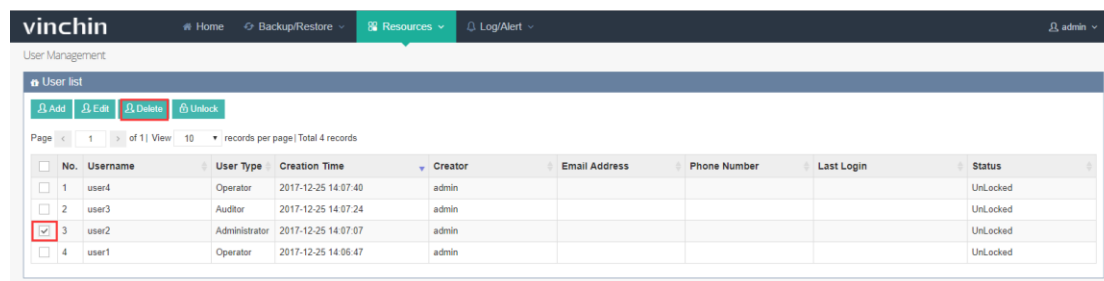 vinchin Home Backup/Restore Resources Log/Alert admin
User Management
User list
Add Edit Delete Unlock
Page 1 of 1 | View 10 records per page | Total 4 records
No. Username User Type Creation Time Creator Email Address Phone Number Last Login Status
1 user4 Operator 2017-12-25 14:07:40 admin UnLocked
2 user3 Auditor 2017-12-25 14:07:24 admin UnLocked
3 user2 Administrator 2017-12-25 14:07:07 admin UnLocked
4 user1 Operator 2017-12-25 14:06:47 admin UnLocked